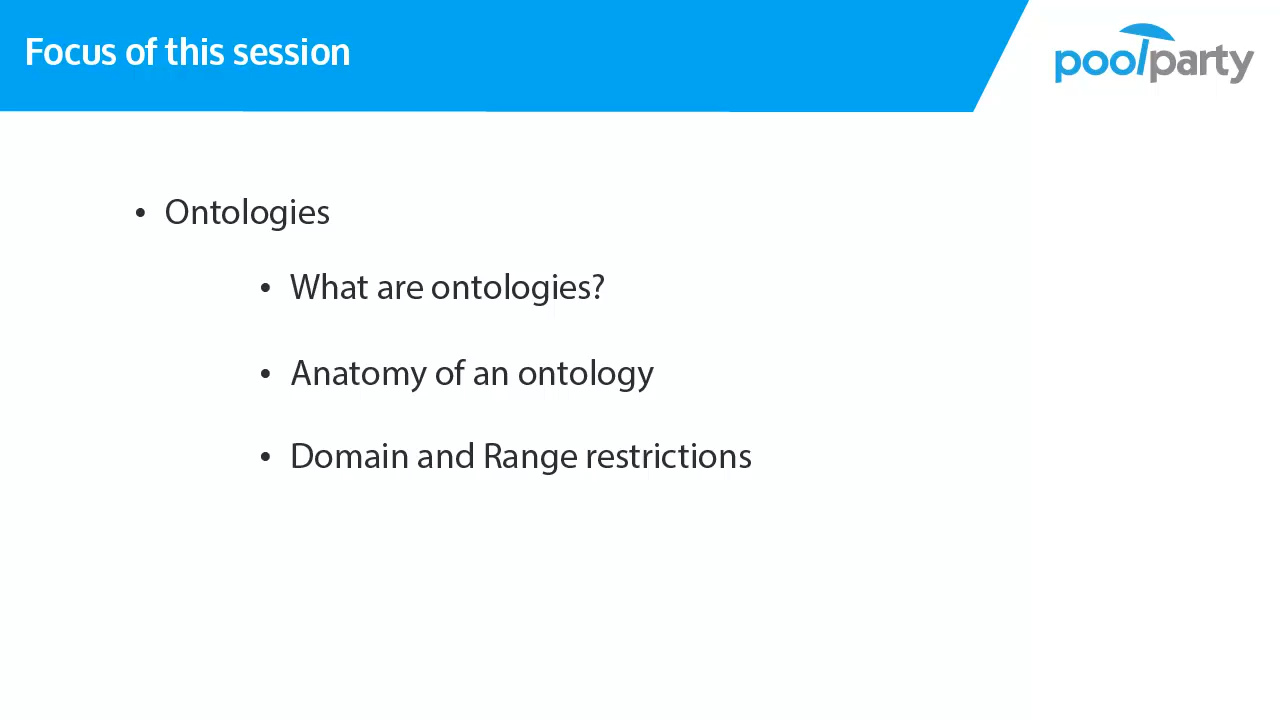 Focus of this session
poolparty
• Ontologies
• What are ontologies?
• Anatomy of an ontology
• Domain and Range restrictions